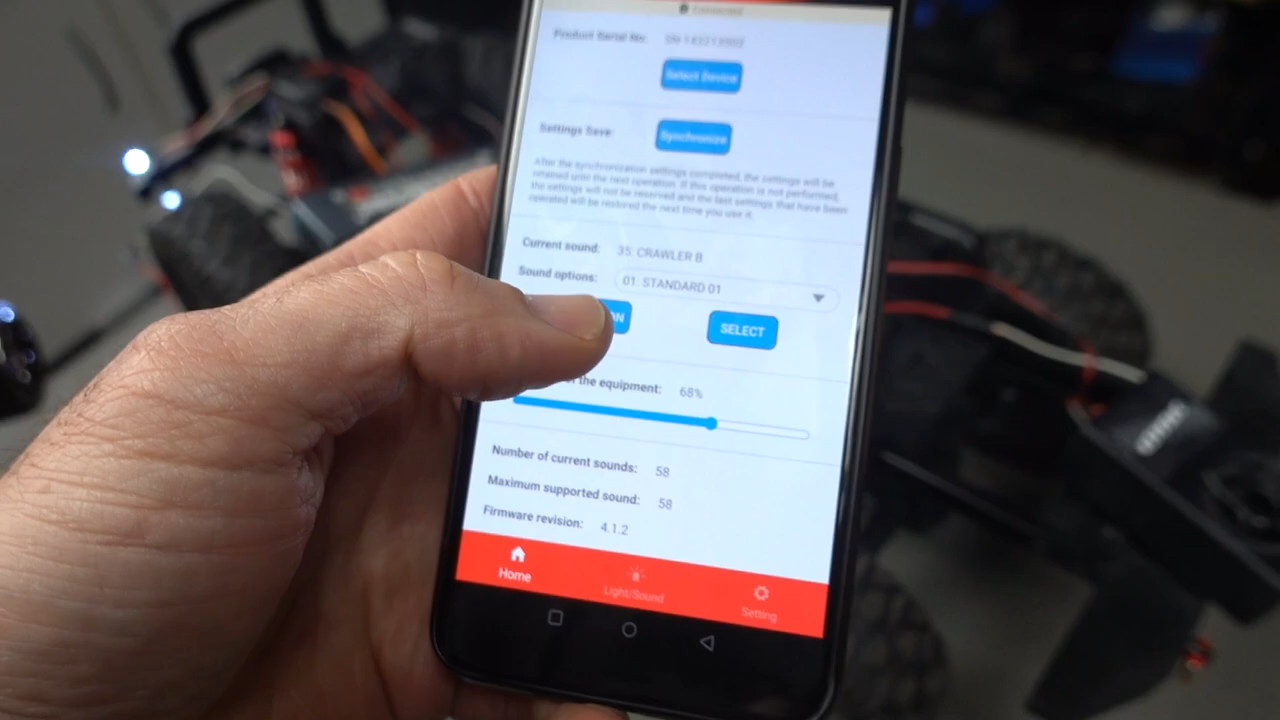 Connected
Product Serial No:
Select Device
Settings Save:
Synchronize
After the synchronization settings completed, the settings will be
retained until the next operation. If this operation is not performed,
the settings will not be reserved and the last settings that have been
operated will be restored the next time you use it.
Current sound: 35: CRAWLER B
Sound options: 01: STANDARD 01
ON SELECT
the equipment: 68%
Number of current sounds: 58
Maximum supported sound: 58
Firmware revision: 4.1.2
Home Light/Sound Setting